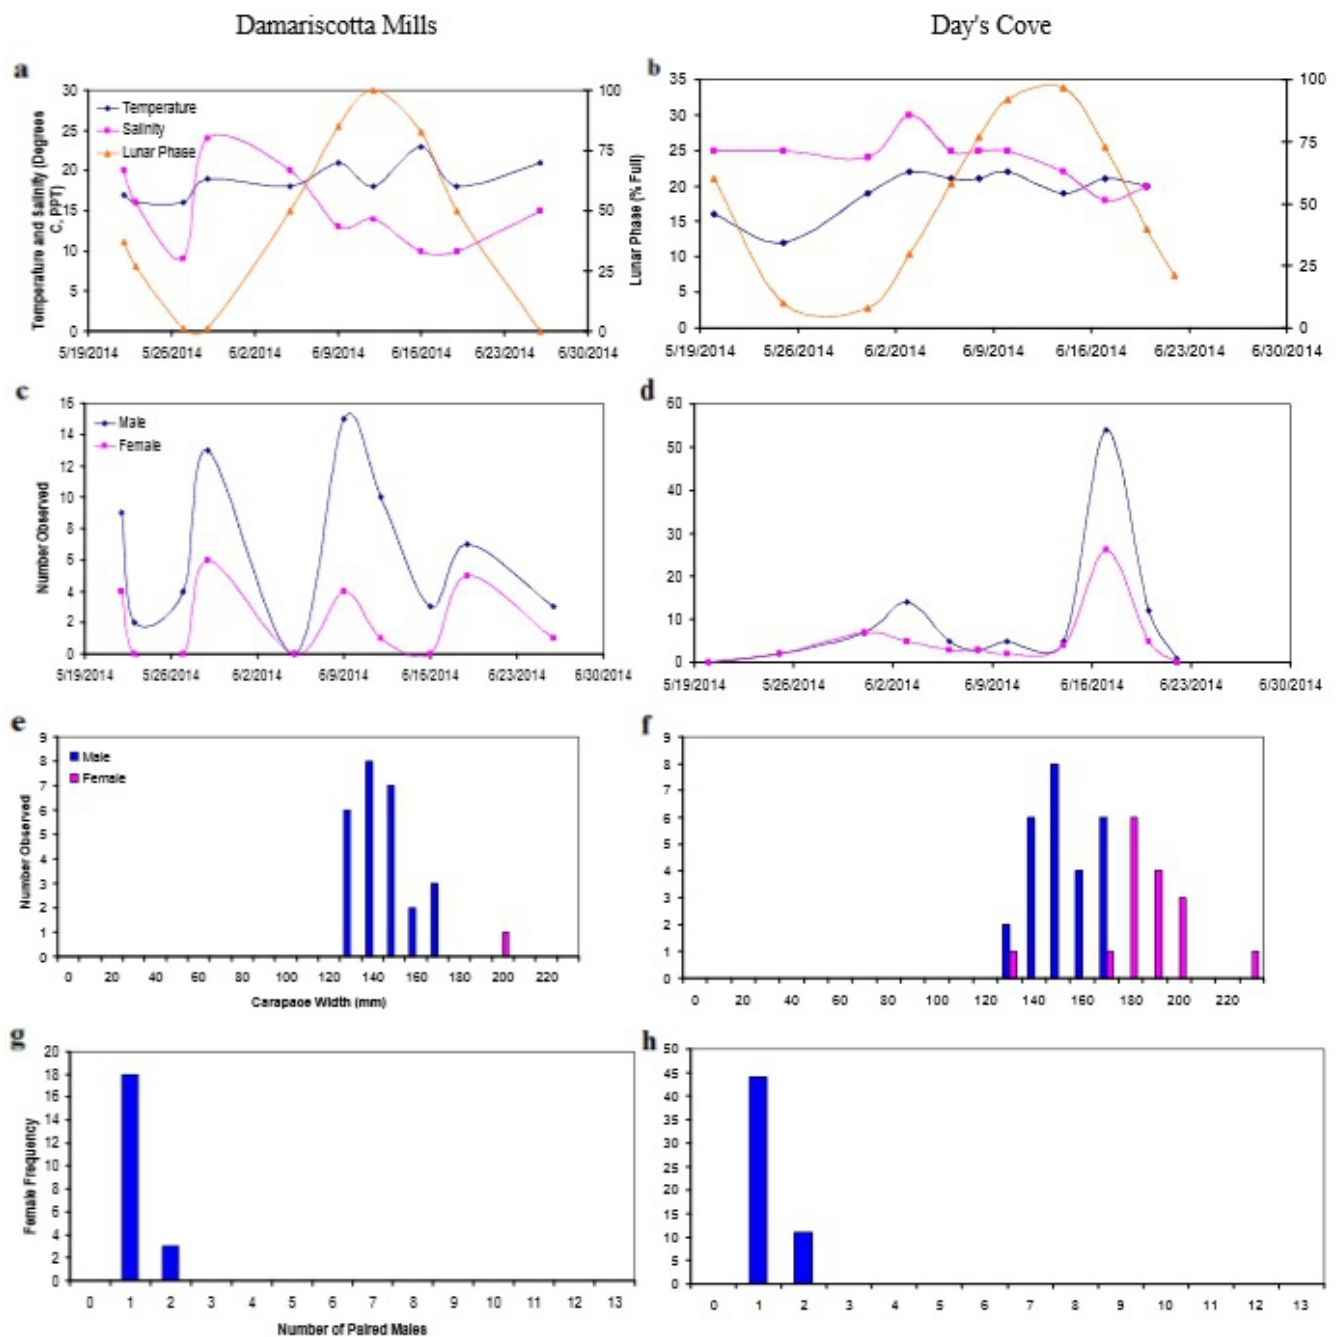 Damariscotta Mills
Day's Cove
a
30
25
20
15
10
5
0
Temperature and Salinity (Degrees
C, PPT)
Temperature
Salinity
Lunar Phase
100
75
50
25
0
Lunar Phase (% Full)
5/19/2014 5/26/2014 6/2/2014 6/9/2014 6/16/2014 6/23/2014 6/30/2014
b
35
30
25
20
15
10
5
0
100
75
50
25
0
5/19/2014 5/26/2014 6/2/2014 6/9/2014 6/16/2014 6/23/2014 6/30/2014
c
16
14
12
10
8
6
4
2
0
Number Observed
Male
Female
5/19/2014 5/26/2014 6/2/2014 6/9/2014 6/16/2014 6/23/2014 6/30/2014
d
60
50
40
30
20
10
0
5/19/2014 5/26/2014 6/2/2014 6/9/2014 6/16/2014 6/23/2014 6/30/2014
e
9
8
7
6
5
4
3
2
1
0
Number Observed
Male
Female
0 20 40 60 80 100 120 140 160 180 200 220
Carapace Width (mm)
f
9
8
7
6
5
4
3
2
1
0
0 20 40 60 80 100 120 140 160 180 200 220
g
20
18
16
14
12
10
8
6
4
2
0
Female Frequency
0 1 2 3 4 5 6 7 8 9 10 11 12 13
Number of Paired Males
h
50
45
40
35
30
25
20
15
10
5
0
0 1 2 3 4 5 6 7 8 9 10 11 12 13